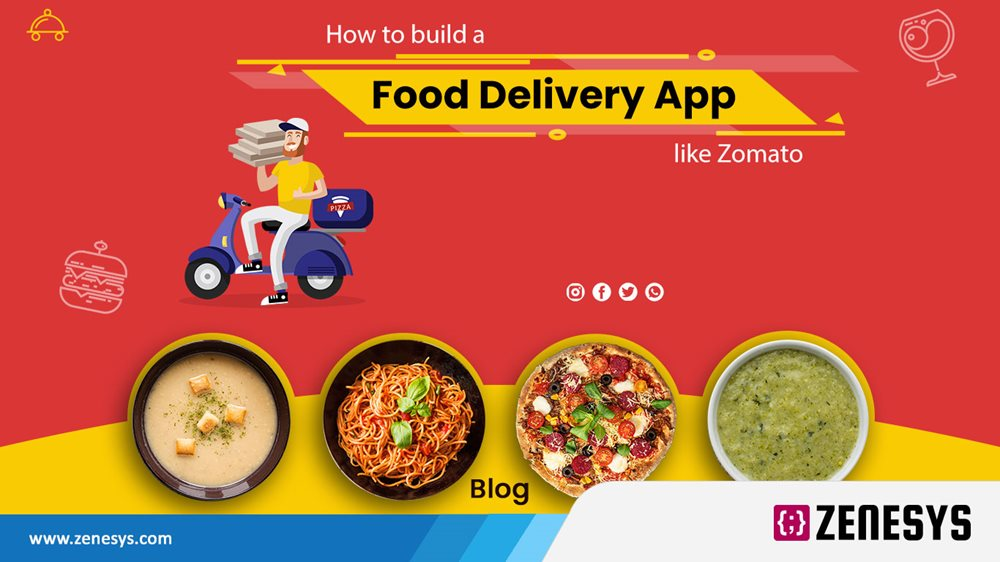 How to build a
Food Delivery App
like Zomato
PIZZA
Blog
www.zenesys.com
{;} ZENESYS